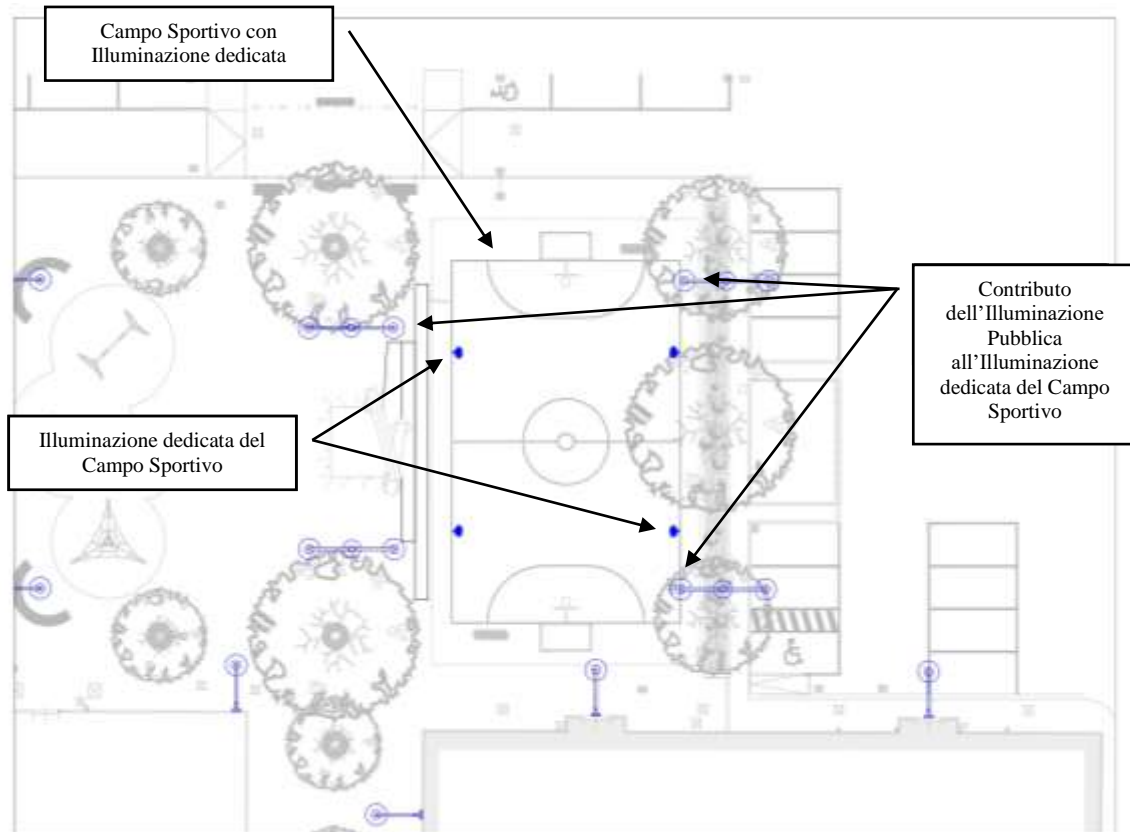 Campo Sportivo con
Illuminazione dedicata
Contributo
dell’Illuminazione
Pubblica
all’Illuminazione
dedicata del Campo
Sportivo
Illuminazione dedicata del
Campo Sportivo